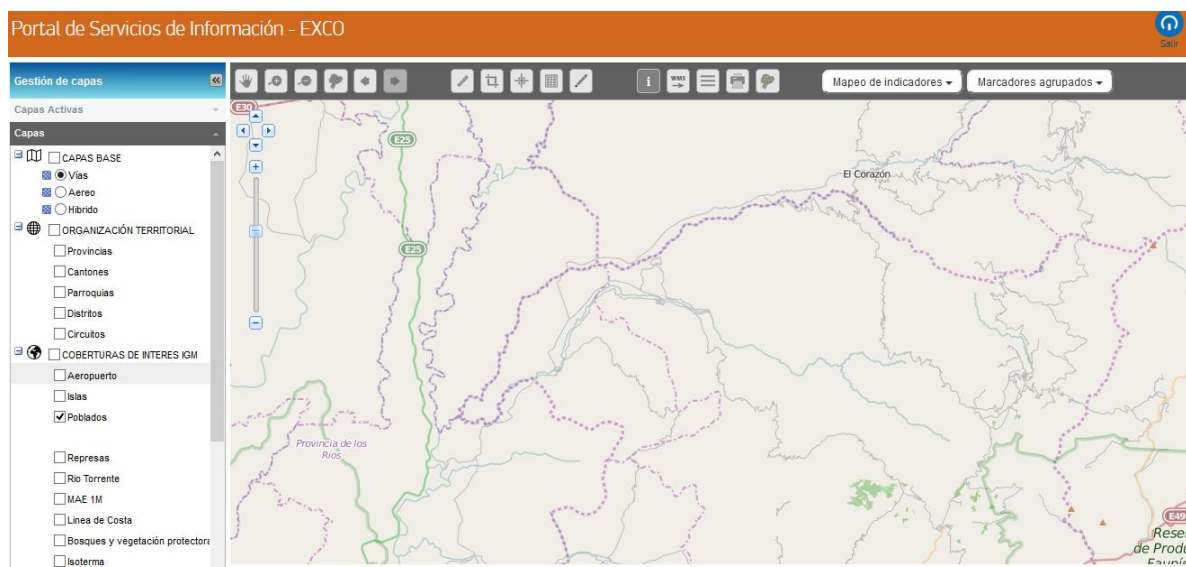 Portal de Servicios de Información - EXCO
Salir
Gestión de capas
WMS
Mapeo de indicadores
Marcadores agrupados
Capas Activas
Capas
CAPAS BASE
Vías
Aereo
Hibrido
ORGANIZACIÓN TERRITORIAL
Provincias
Cantones
Parroquias
Distritos
Circuitos
COBERTURAS DE INTERES IGM
Aeropuerto
Islas
Poblados
Represas
Rio Torrente
MAE 1M
Linea de Costa
Bosques y vegetación protectora
Isoterma
E30
E25
El Corazón
E25
Provincia de los
Ríos
E49
Rese
de Produ
Faunís